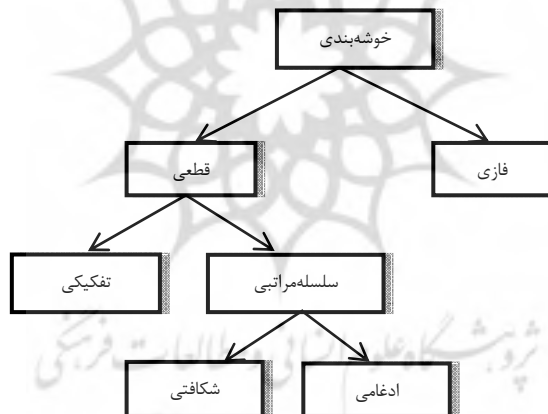 خوشه‌بندی
فازی
قطعی
سلسله‌مراتبی
تفکیکی
ادغامی
شکافتی